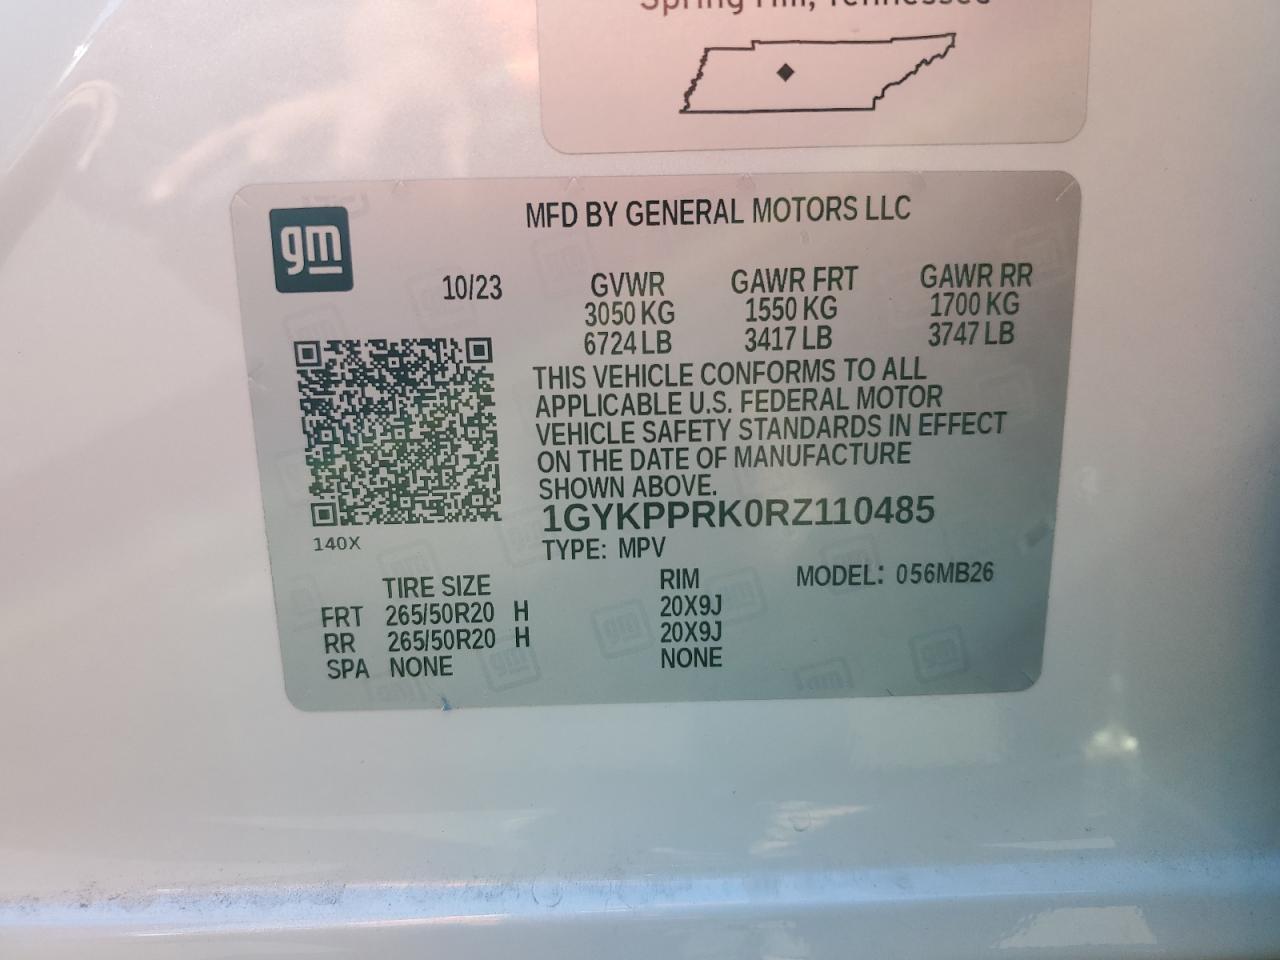 Spring Hill, Tennessee
gm
MFD BY GENERAL MOTORS LLC
10/23
GVWR GAWR FRT GAWR RR
3050 KG 1550 KG 1700 KG
6724 LB 3417 LB 3747 LB
THIS VEHICLE CONFORMS TO ALL
APPLICABLE U.S. FEDERAL MOTOR
VEHICLE SAFETY STANDARDS IN EFFECT
ON THE DATE OF MANUFACTURE
SHOWN ABOVE.
1GYKPPRK0RZ110485
140X
TYPE: MPV
TIRE SIZE RIM MODEL: 056MB26
FRT 265/50R20 H 20X9J
RR 265/50R20 H 20X9J
SPA NONE NONE